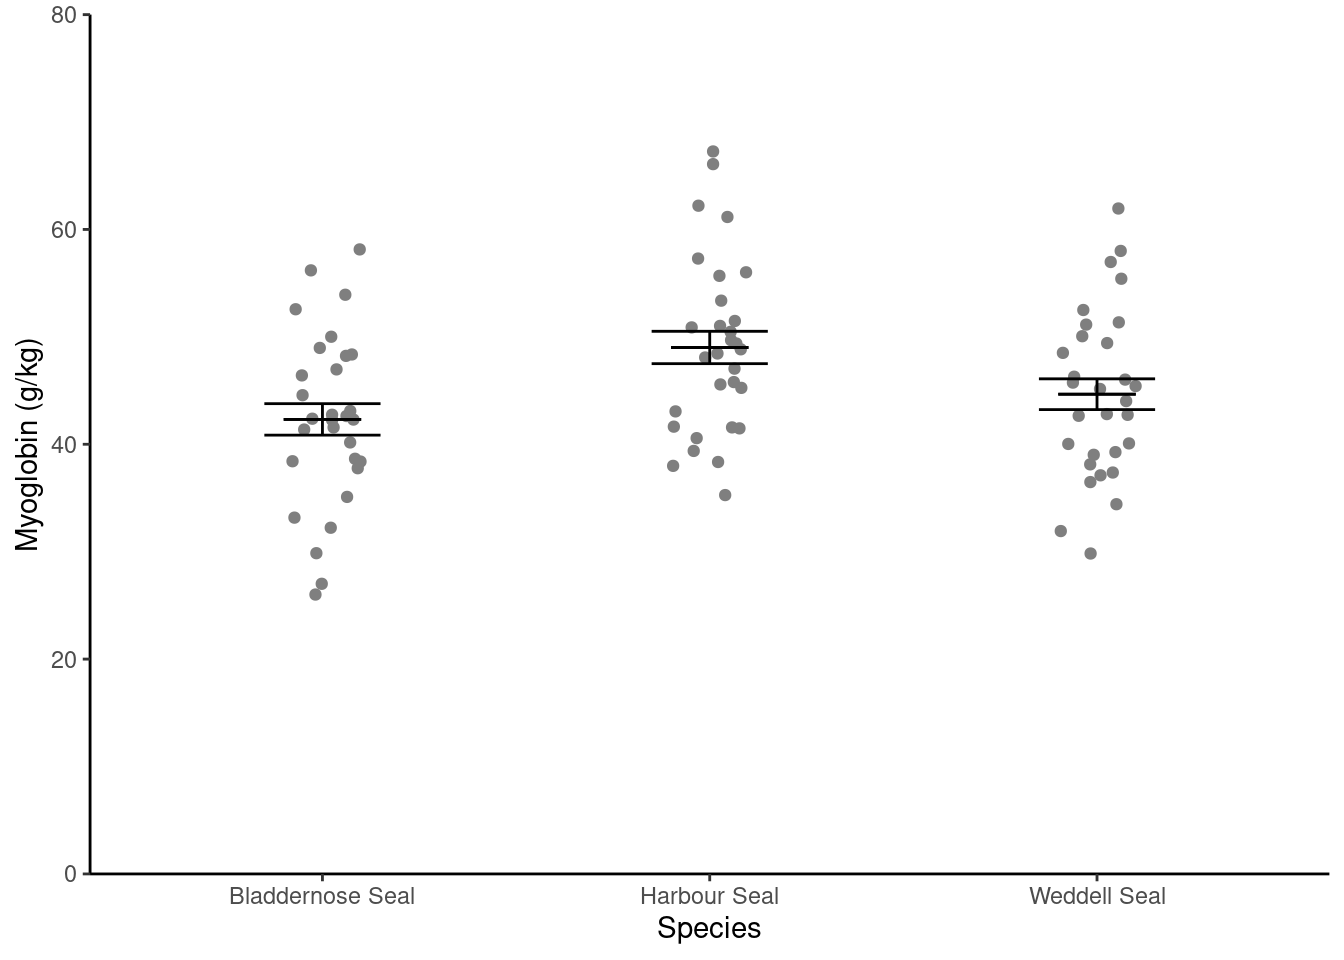 80
60
40
20
0
Myoglobin (g/kg)
Bladdernose Seal
Harbour Seal
Weddell Seal
Species